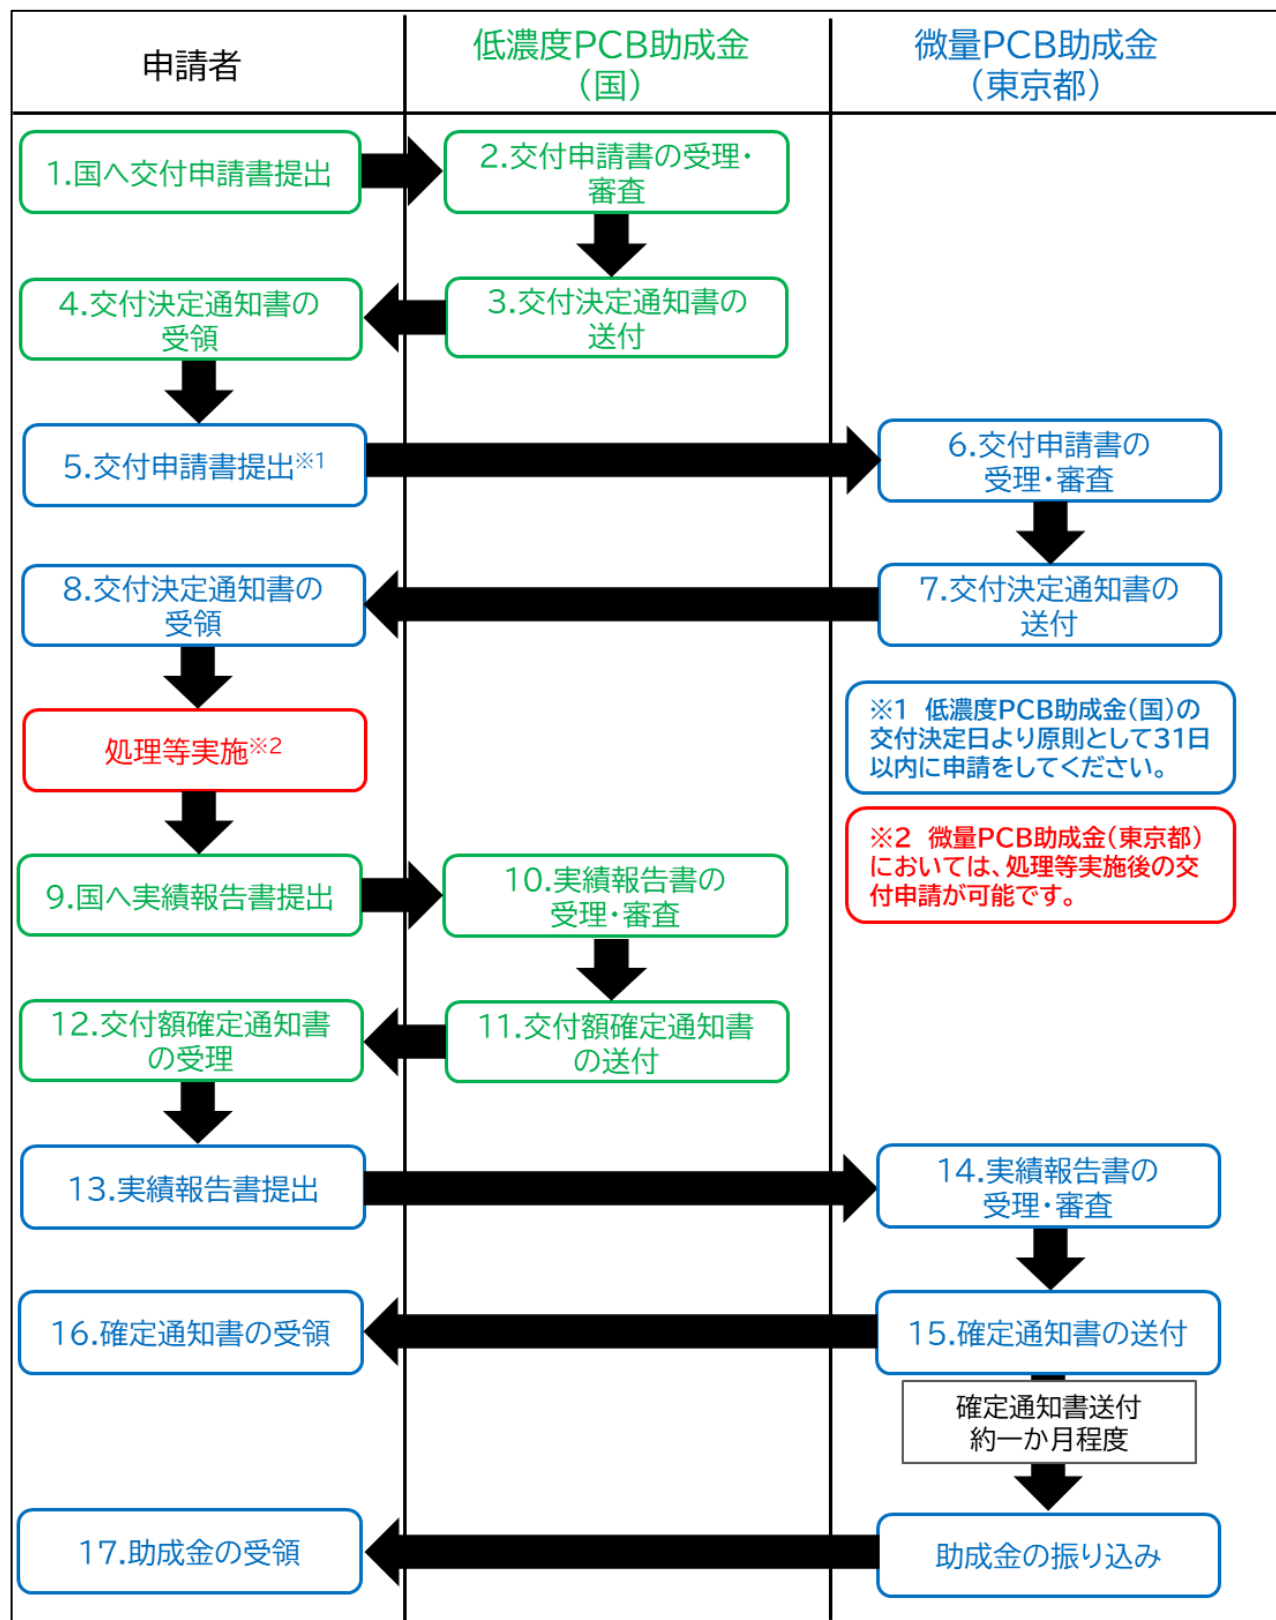 申請者
低濃度PCB助成金
（国）
微量PCB助成金
（東京都）
1.国へ交付申請書提出
2.交付申請書の受理・
審査
4.交付決定通知書の
受領
3.交付決定通知書の
送付
5.交付申請書提出※1
6.交付申請書の
受理・審査
8.交付決定通知書の
受領
7.交付決定通知書の
送付
処理等実施※2
※1　低濃度PCB助成金（国）の
交付決定日より原則として31日
以内に申請をしてください。
※2　微量PCB助成金（東京都）
においては、処理等実施後の交
付申請が可能です。
9.国へ実績報告書提出
10.実績報告書の
受理・審査
12.交付額確定通知書
の受理
11.交付額確定通知書
の送付
13.実績報告書提出
14.実績報告書の
受理・審査
16.確定通知書の受領
15.確定通知書の送付
確定通知書送付
約一か月程度
17.助成金の受領
助成金の振り込み